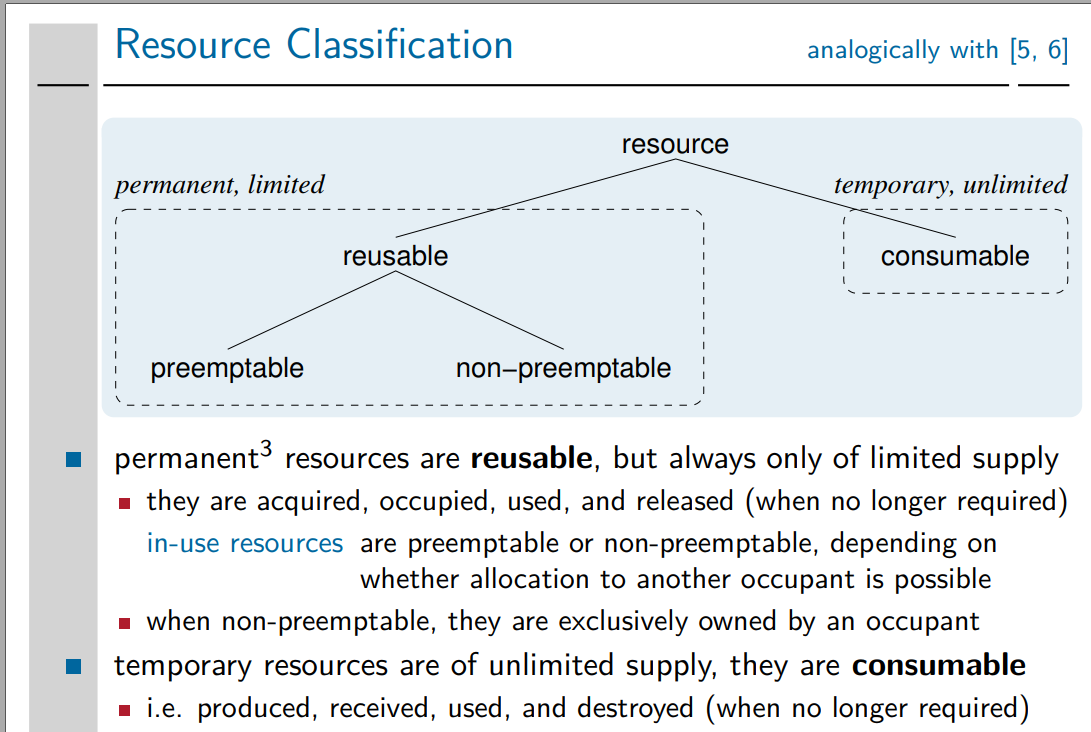 Resource Classification
analogically with [5, 6]
resource
permanent, limited
temporary, unlimited
reusable
consumable
preemptable
non–preemptable
permanent3 resources are reusable, but always only of limited supply
they are acquired, occupied, used, and released (when no longer required)
in-use resources are preemptable or non-preemptable, depending on
whether allocation to another occupant is possible
when non-preemptable, they are exclusively owned by an occupant
temporary resources are of unlimited supply, they are consumable
i.e. produced, received, used, and destroyed (when no longer required)